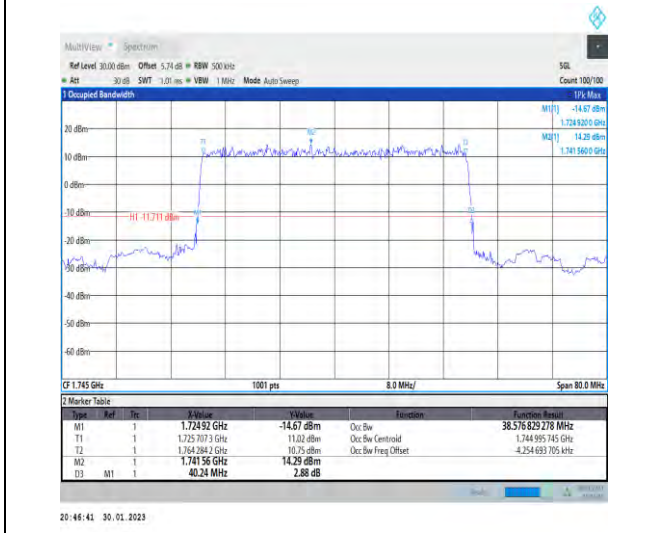 MultiView Spectrum
Ref Level 30.00 dBm Offset 5.74 dB RBW 500 kHz SGL
Att 30 dB SWT 1.01 ms VBW 1 MHz Mode Auto Sweep Count 100/100
1 Occupied Bandwidth 1Pk Max
M1[1] -14.67 dBm
1.724 920 0 GHz
M2[1] 14.29 dBm
1.741 560 0 GHz
20 dBm
M2
T1
T2
10 dBm
0 dBm
-10 dBm
H1 -11.711 dBm
-20 dBm
-30 dBm
-40 dBm
-50 dBm
-60 dBm
CF 1.745 GHz 1001 pts 8.0 MHz/ Span 80.0 MHz
2 Marker Table
Type Ref Trc X-Value Y-Value Function Function Result
M1 1 1.724 92 GHz -14.67 dBm Occ Bw 38.576 829 278 MHz
T1 1 1.725 707 3 GHz 11.02 dBm Occ Bw Centroid 1.744 995 745 GHz
T2 1 1.764 284 2 GHz 10.75 dBm Occ Bw Freq Offset -4.254 693 705 kHz
M2 1 1.741 56 GHz 14.29 dBm
D3 M1 1 40.24 MHz 2.88 dB
20:46:41 30.01.2023